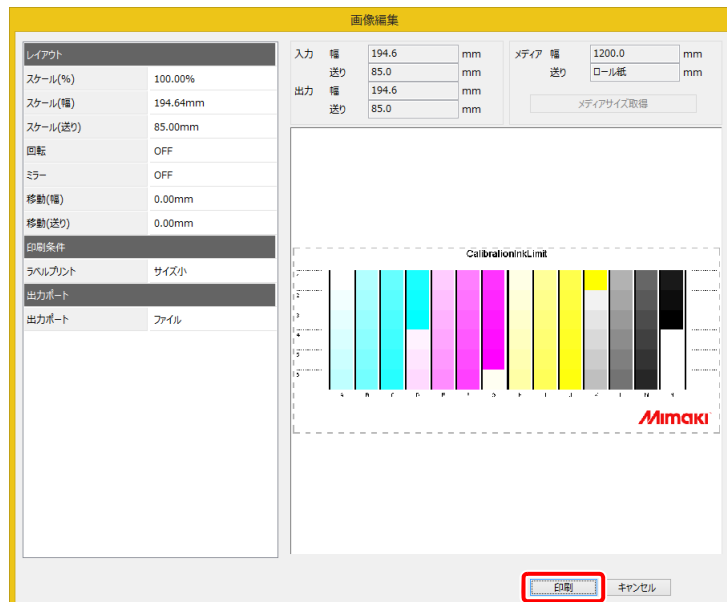 画像編集
レイアウト
スケール(%) 100.00%
スケール(幅) 194.64mm
スケール(送り) 85.00mm
回転 OFF
ミラー OFF
移動(幅) 0.00mm
移動(送り) 0.00mm
印刷条件
ラベルプリント サイズ小
出力ポート
出力ポート ファイル
入力 幅 194.6 mm
送り 85.0 mm
出力 幅 194.6 mm
送り 85.0 mm
メディア 幅 1200.0 mm
送り ロール紙 mm
メディアサイズ取得
CalibrationInkLimit
Mimaki
印刷 キャンセル